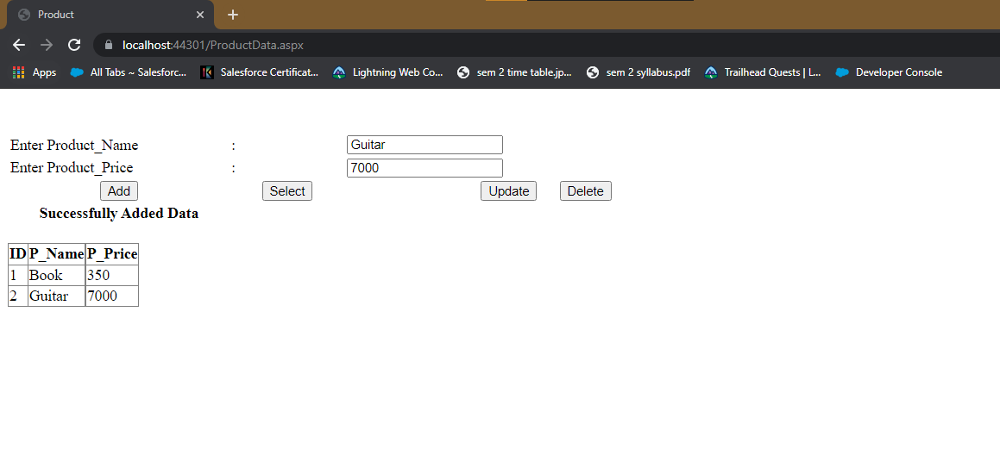 Product
localhost:44301/ProductData.aspx
Apps All Tabs ~ Salesforc... Salesforce Certificat... Lightning Web Co... sem 2 time table.jp... sem 2 syllabus.pdf Trailhead Quests | L... Developer Console
Enter Product_Name : Guitar
Enter Product_Price : 7000
Add Select Update Delete
Successfully Added Data
ID P_Name P_Price
1 Book 350
2 Guitar 7000